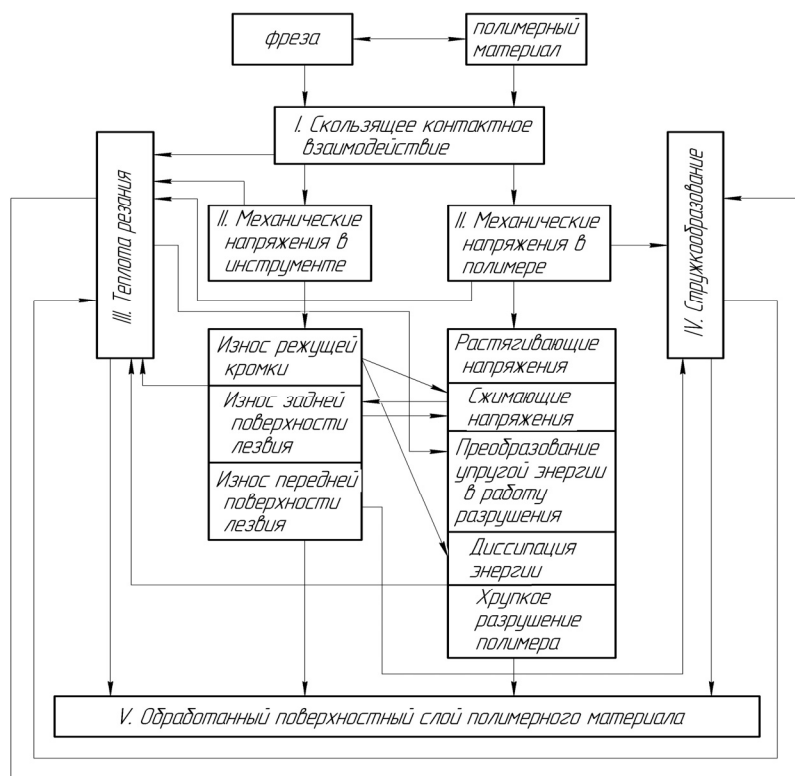 фреза
полимерный
материал
I. Скользящее контактное
взаимодействие
III. Теплота резания
II. Механические
напряжения в
инструменте
II. Механические
напряжения в
полимере
IV. Стружкаобразование
Износ режущей
кромки
Износ задней
поверхности
лезвия
Износ передней
поверхности
лезвия
Растягивающие
напряжения
Сжимающие
напряжения
Преобразование
упругой энергии
в работу
разрушения
Диссипация
энергии
Хрупкое
разрушение
полимера
V. Обработанный поверхностный слой полимерного материала